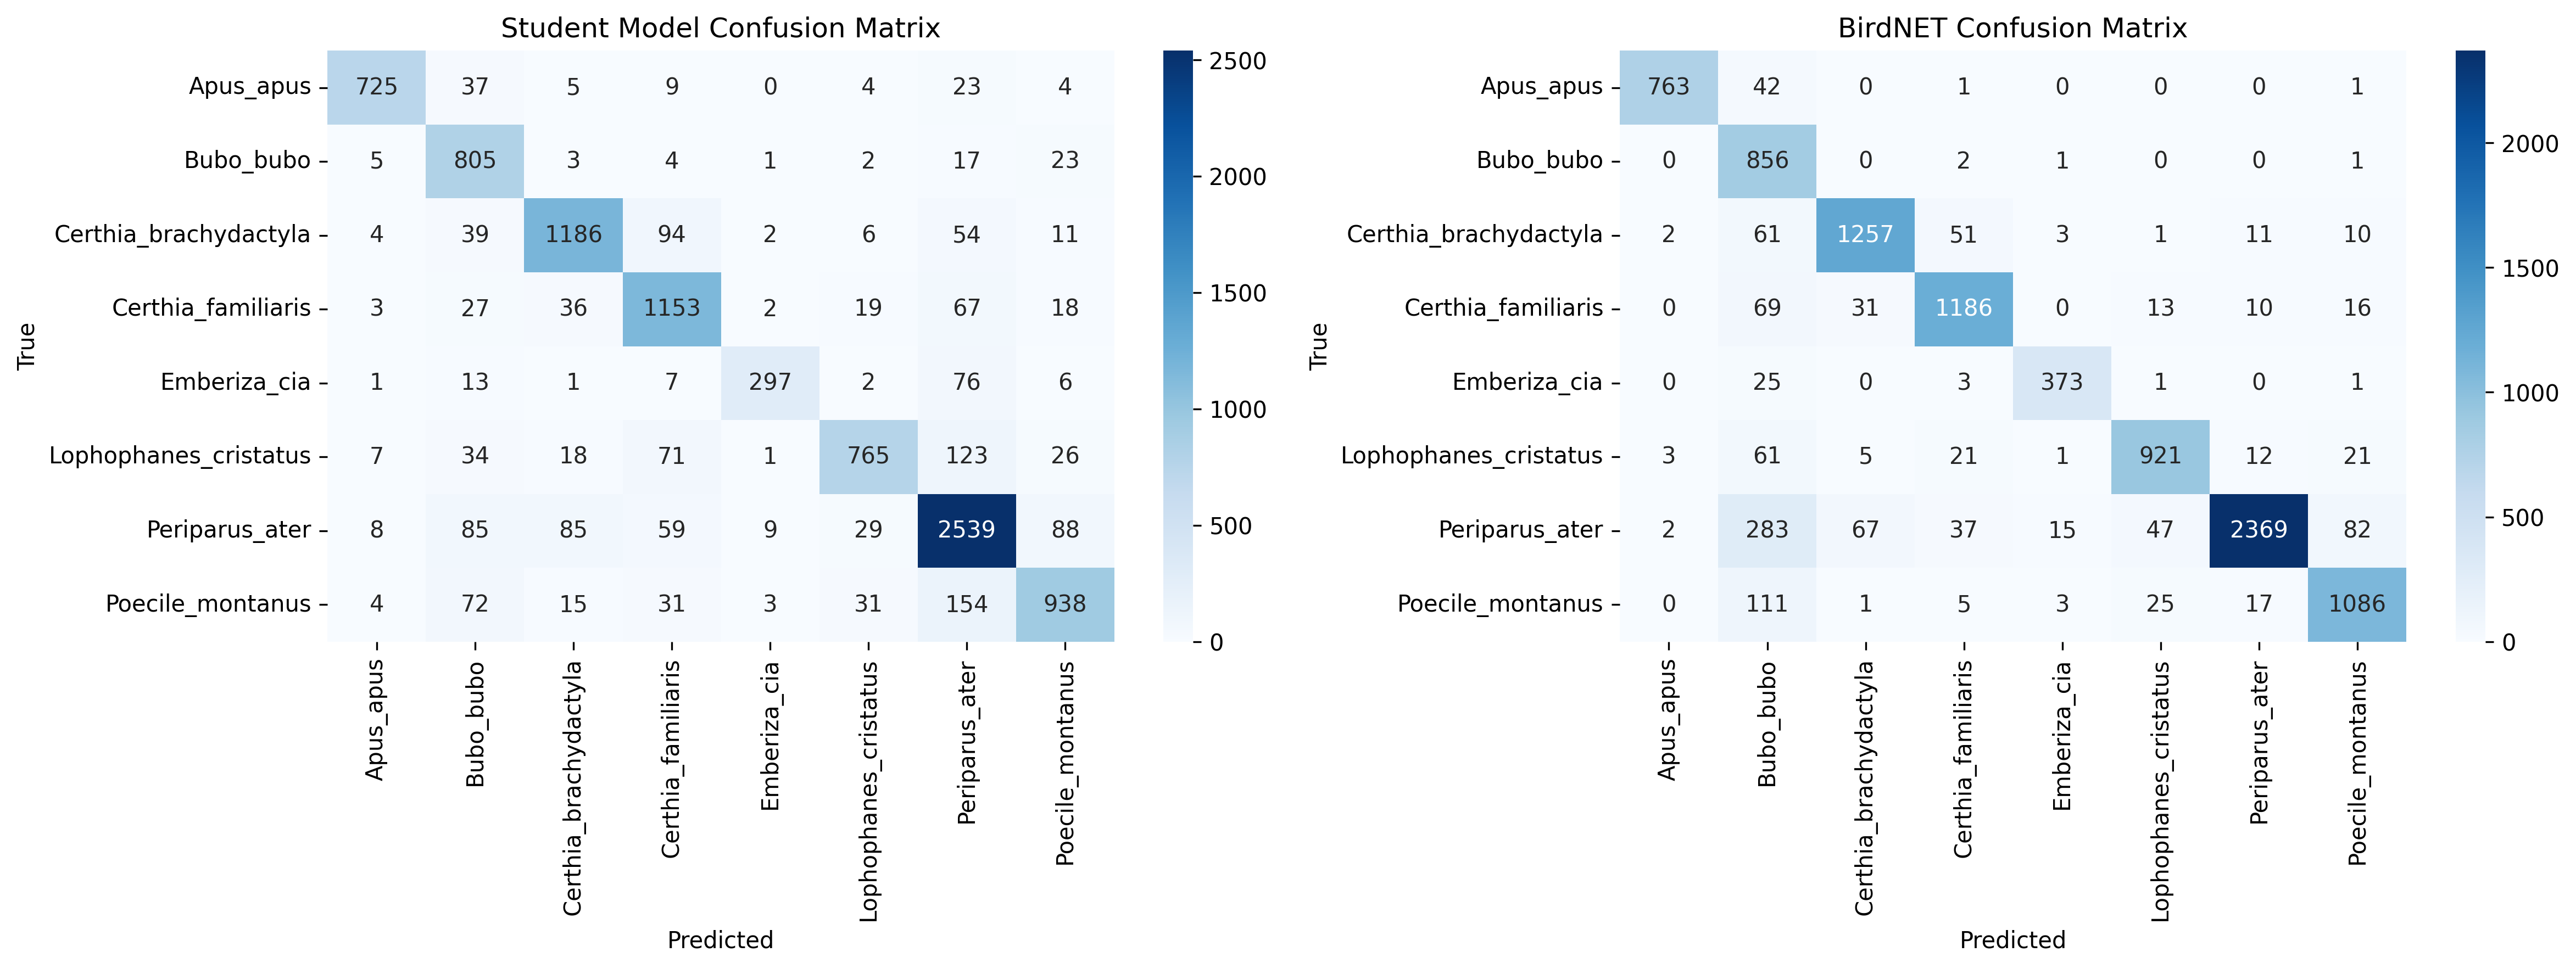 Student Model Confusion Matrix
True
Apus_apus 725 37 5 9 0 4 23 4
Bubo_bubo 5 805 3 4 1 2 17 23
Certhia_brachydactyla 4 39 1186 94 2 6 54 11
Certhia_familiaris 3 27 36 1153 2 19 67 18
Emberiza_cia 1 13 1 7 297 2 76 6
Lophophanes_cristatus 7 34 18 71 1 765 123 26
Periparus_ater 8 85 85 59 9 29 2539 88
Poecile_montanus 4 72 15 31 3 31 154 938
Apus_apus
Bubo_bubo
Certhia_brachydactyla
Certhia_familiaris
Emberiza_cia
Lophophanes_cristatus
Periparus_ater
Poecile_montanus
Predicted
2500
2000
1500
1000
500
0
BirdNET Confusion Matrix
True
Apus_apus 763 42 0 1 0 0 0 1
Bubo_bubo 0 856 0 2 1 0 0 1
Certhia_brachydactyla 2 61 1257 51 3 1 11 10
Certhia_familiaris 0 69 31 1186 0 13 10 16
Emberiza_cia 0 25 0 3 373 1 0 1
Lophophanes_cristatus 3 61 5 21 1 921 12 21
Periparus_ater 2 283 67 37 15 47 2369 82
Poecile_montanus 0 111 1 5 3 25 17 1086
Apus_apus
Bubo_bubo
Certhia_brachydactyla
Certhia_familiaris
Emberiza_cia
Lophophanes_cristatus
Periparus_ater
Poecile_montanus
Predicted
2000
1500
1000
500
0